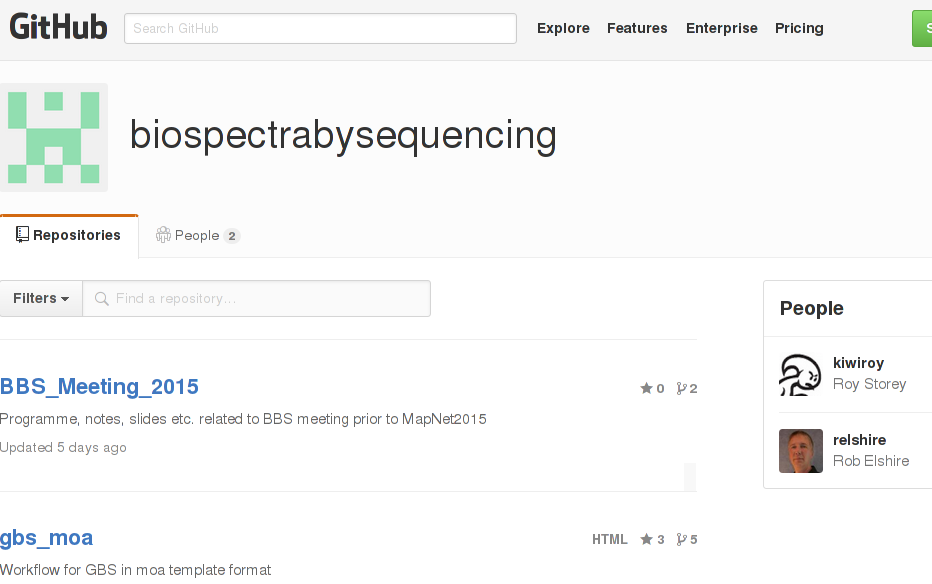 GitHub Search GitHub Explore Features Enterprise Pricing
biospectrabysequencing
Repositories People 2
Filters Find a repository...
People
kiwiroy
Roy Storey
relshire
Rob Elshire
BBS_Meeting_2015 0 2
Programme, notes, slides etc. related to BBS meeting prior to MapNet2015
Updated 5 days ago
gbs_moa HTML 3 5
Workflow for GBS in moa template format